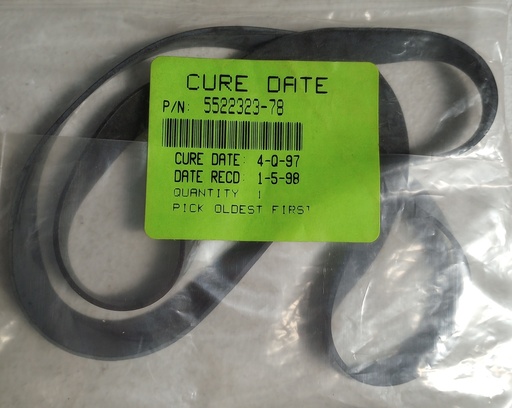 CURE DATE
P/N: 5522323-78
CURE DATE: 4-Q-97
DATE RECD: 1-5-98
QUANTITY 1
PICK OLDEST FIRST